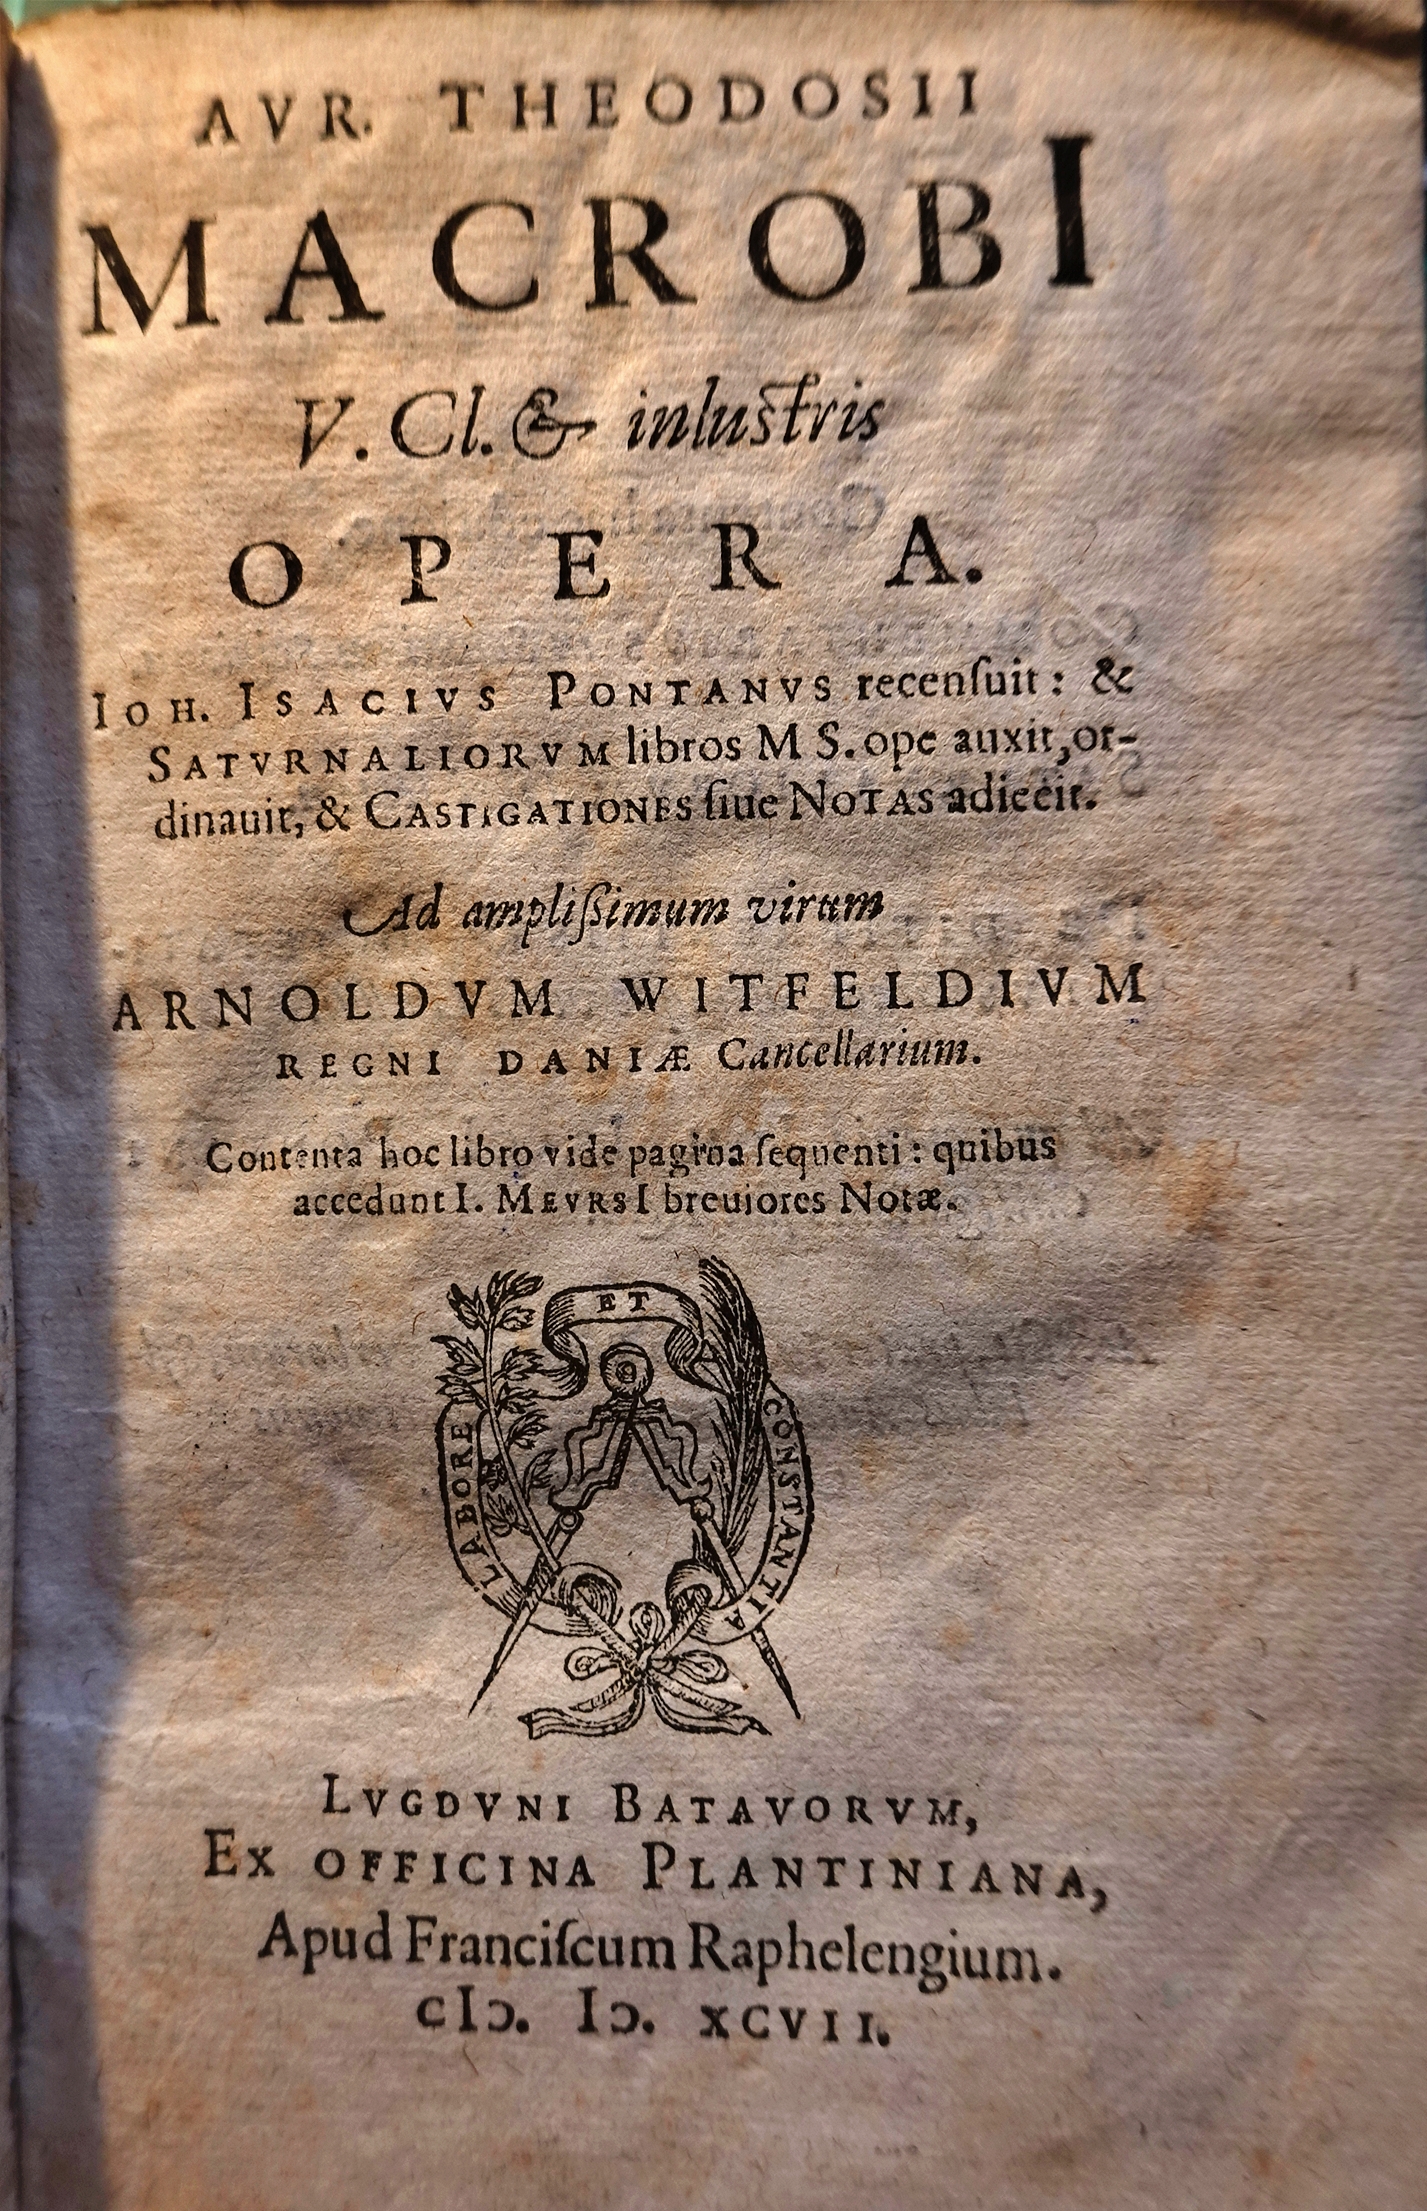 AVR. THEODOSII
MACROBI
V. Cl. & inlustris
OPERA.
IOH. ISACIVS PONTANVS recenſuit: &
SATVRNALIORVM libros M S. ope auxit, or-
dinauit, & CASTIGATIONES ſiue NOTAS adiecit.
Ad ampliſsimum virum
ARNOLDVM WITFELDIVM
REGNI DANIÆ Cancellarium.
Contenta hoc libro vide pagina ſequenti: quibus
accedunt I. MEVRSI breuiores Notæ.
LABORE ET CONSTANTIA
LVGDVNI BATAVORVM,
EX OFFICINA PLANTINIANA,
Apud Franciſcum Raphelengium.
cIↄ. Iↄ. XCVII.